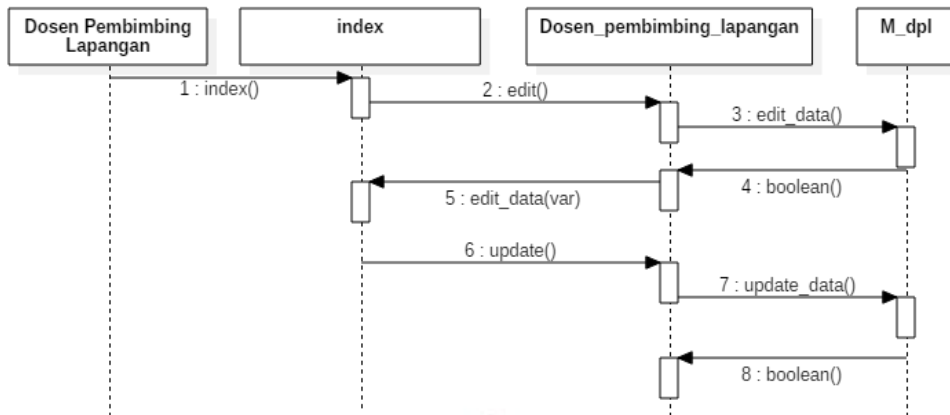 Dosen Pembimbing
Lapangan
index
Dosen_pembimbing_lapangan
M_dpl
1 : index()
2 : edit()
3 : edit_data()
4 : boolean()
5 : edit_data(var)
6 : update()
7 : update_data()
8 : boolean()